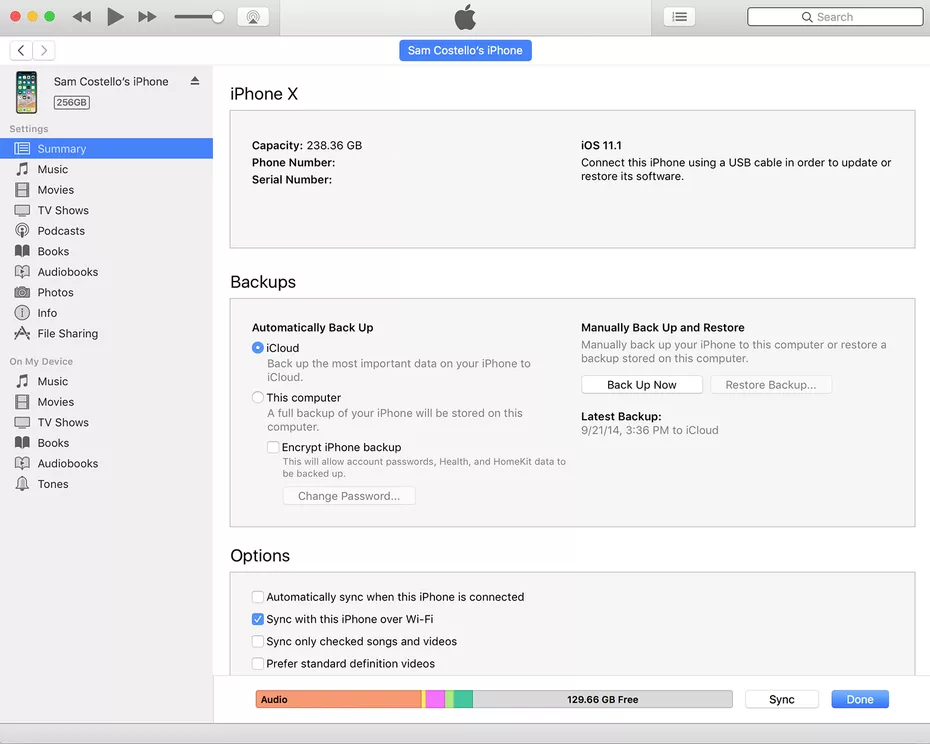 Search
Sam Costello’s iPhone
Sam Costello’s iPhone
256GB
Settings
Summary
Music
Movies
TV Shows
Podcasts
Books
Audiobooks
Photos
Info
File Sharing
On My Device
Music
Movies
TV Shows
Books
Audiobooks
Tones
iPhone X
Capacity: 238.36 GB
Phone Number:
Serial Number:
iOS 11.1
Connect this iPhone using a USB cable in order to update or
restore its software.
Backups
Automatically Back Up
iCloud
Back up the most important data on your iPhone to
iCloud.
This computer
A full backup of your iPhone will be stored on this
computer.
Encrypt iPhone backup
This will allow account passwords, Health, and HomeKit data to
be backed up.
Change Password...
Manually Back Up and Restore
Manually back up your iPhone to this computer or restore a
backup stored on this computer.
Back Up Now
Restore Backup...
Latest Backup:
9/21/14, 3:36 PM to iCloud
Options
Automatically sync when this iPhone is connected
Sync with this iPhone over Wi-Fi
Sync only checked songs and videos
Prefer standard definition videos
Audio
129.66 GB Free
Sync
Done